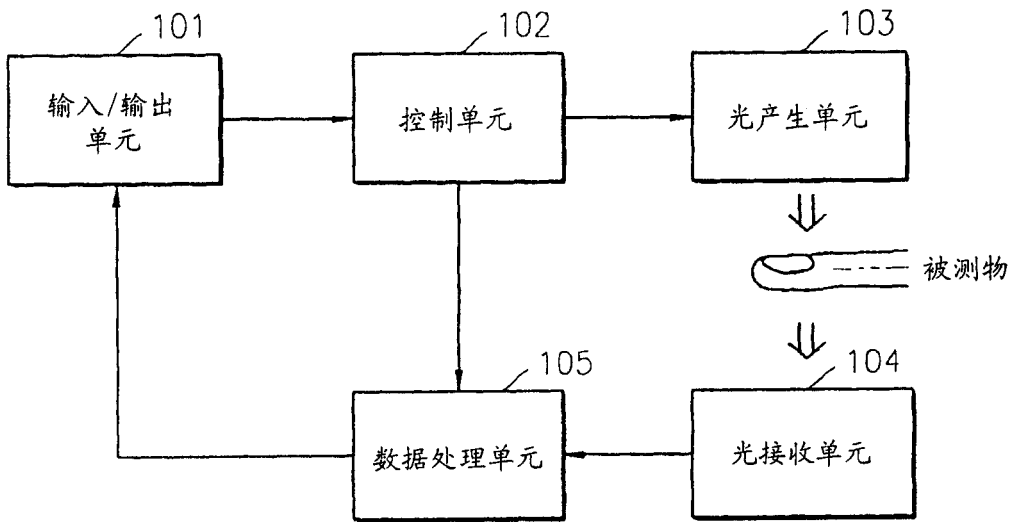 101
输入/输出
单元
102
控制单元
103
光产生单元
被测物
105
数据处理单元
104
光接收单元